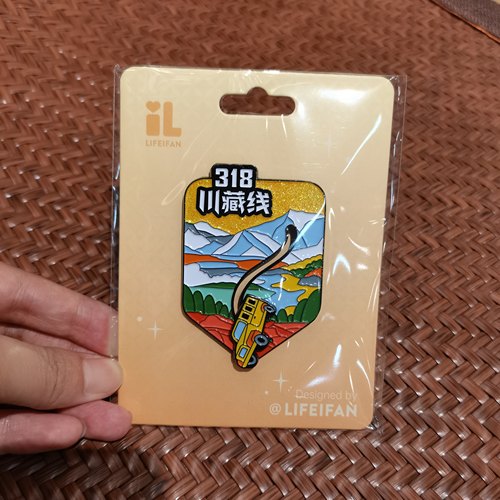 iL
LIFEIFAN
318
川藏线
Designed by
@LIFEIFAN